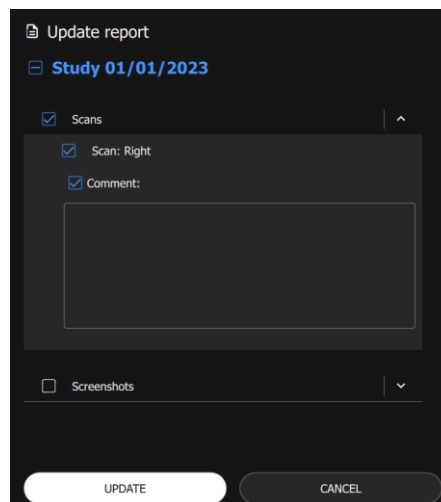 Update report
Study 01/01/2023
Scans
Scan: Right
Comment:
Screenshots
UPDATE
CANCEL